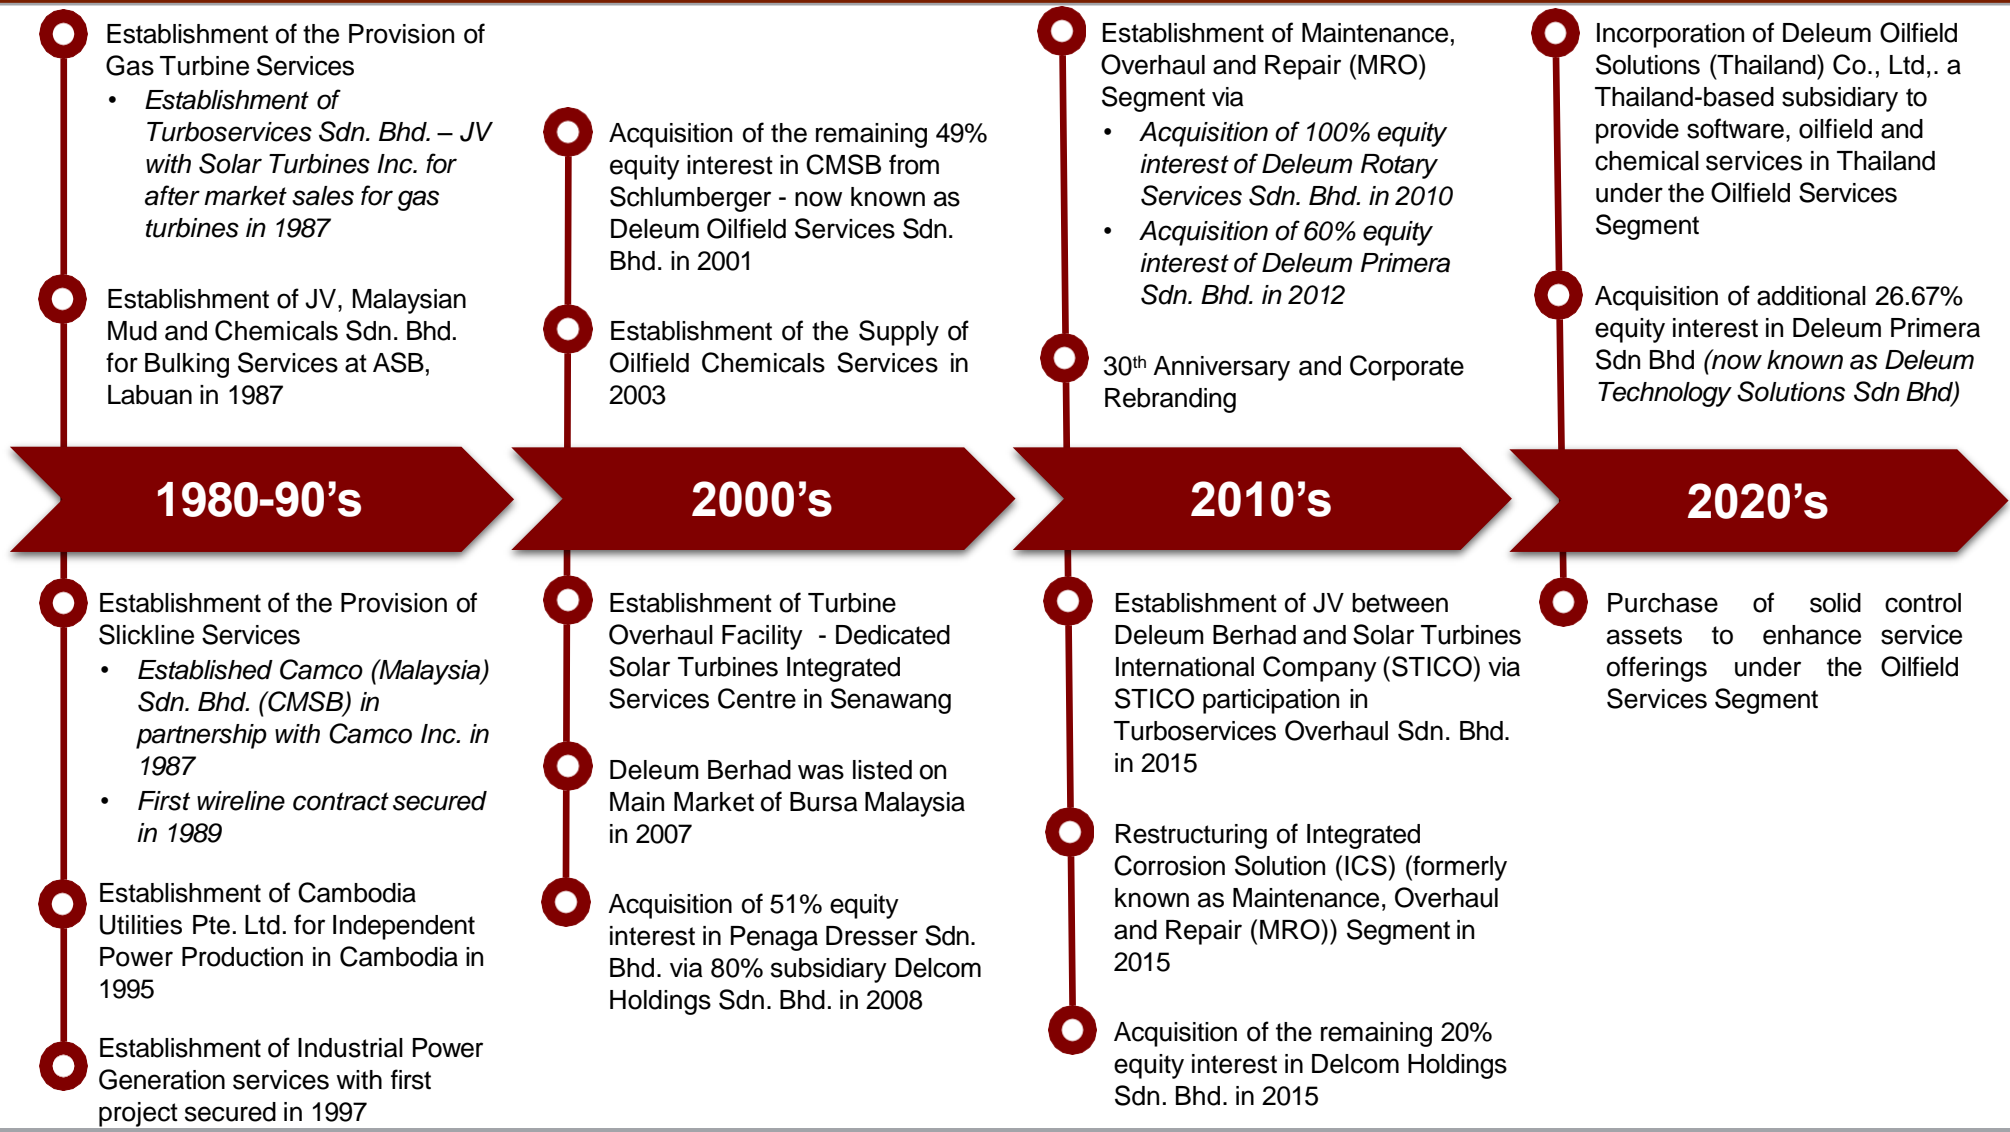 Establishment of the Provision of
Gas Turbine Services
• Establishment of
Turboservices Sdn. Bhd. – JV
with Solar Turbines Inc. for
after market sales for gas
turbines in 1987
Establishment of JV, Malaysian
Mud and Chemicals Sdn. Bhd.
for Bulking Services at ASB,
Labuan in 1987
1980-90’s
Establishment of the Provision of
Slickline Services
• Established Camco (Malaysia)
Sdn. Bhd. (CMSB) in
partnership with Camco Inc. in
1987
• First wireline contract secured
in 1989
Establishment of Cambodia
Utilities Pte. Ltd. for Independent
Power Production in Cambodia in
1995
Establishment of Industrial Power
Generation services with first
project secured in 1997
Acquisition of the remaining 49%
equity interest in CMSB from
Schlumberger - now known as
Deleum Oilfield Services Sdn.
Bhd. in 2001
Establishment of the Supply of
Oilfield Chemicals Services in
2003
2000’s
Establishment of Turbine
Overhaul Facility - Dedicated
Solar Turbines Integrated
Services Centre in Senawang
Deleum Berhad was listed on
Main Market of Bursa Malaysia
in 2007
Acquisition of 51% equity
interest in Penaga Dresser Sdn.
Bhd. via 80% subsidiary Delcom
Holdings Sdn. Bhd. in 2008
Establishment of Maintenance,
Overhaul and Repair (MRO)
Segment via
• Acquisition of 100% equity
interest of Deleum Rotary
Services Sdn. Bhd. in 2010
• Acquisition of 60% equity
interest of Deleum Primera
Sdn. Bhd. in 2012
30th Anniversary and Corporate
Rebranding
2010’s
Establishment of JV between
Deleum Berhad and Solar Turbines
International Company (STICO) via
STICO participation in
Turboservices Overhaul Sdn. Bhd.
in 2015
Restructuring of Integrated
Corrosion Solution (ICS) (formerly
known as Maintenance, Overhaul
and Repair (MRO)) Segment in
2015
Acquisition of the remaining 20%
equity interest in Delcom Holdings
Sdn. Bhd. in 2015
Incorporation of Deleum Oilfield
Solutions (Thailand) Co., Ltd,. a
Thailand-based subsidiary to
provide software, oilfield and
chemical services in Thailand
under the Oilfield Services
Segment
Acquisition of additional 26.67%
equity interest in Deleum Primera
Sdn Bhd (now known as Deleum
Technology Solutions Sdn Bhd)
2020’s
Purchase of solid control
assets to enhance service
offerings under the Oilfield
Services Segment